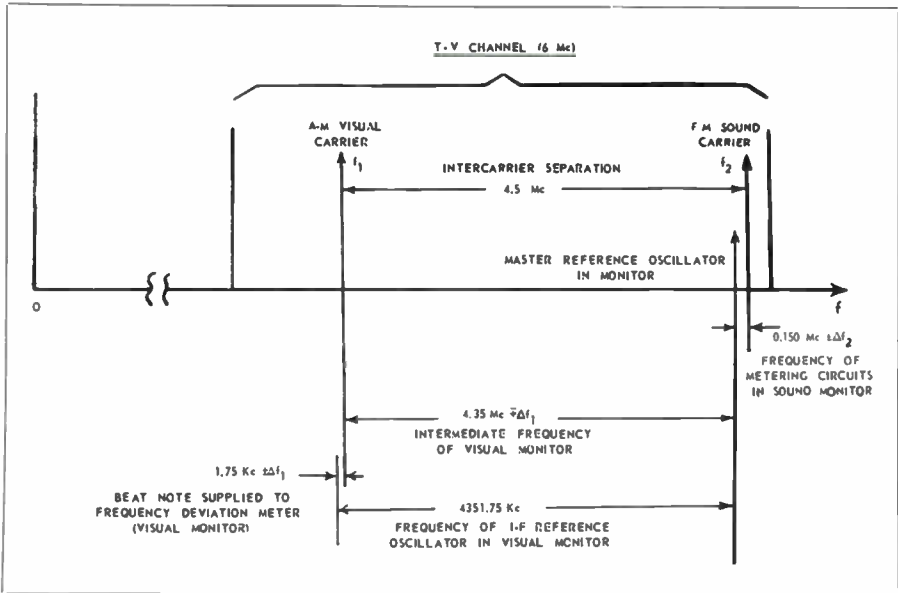 T-V CHANNEL (6 Mc)
A-M VISUAL
CARRIER
f1
F M SOUND
CARRIER
f2
INTERCARRIER SEPARATION
4.5 Mc
MASTER REFERENCE OSCILLATOR
IN MONITOR
0
f
0.150 Mc ±Δf2
FREQUENCY OF
METERING CIRCUITS
IN SOUND MONITOR
4.35 Mc ∓Δf1
INTERMEDIATE FREQUENCY
OF VISUAL MONITOR
1.75 Kc ±Δf1
BEAT NOTE SUPPLIED TO
FREQUENCY DEVIATION METER
(VISUAL MONITOR)
4351.75 Kc
FREQUENCY OF I-F REFERENCE
OSCILLATOR IN VISUAL MONITOR